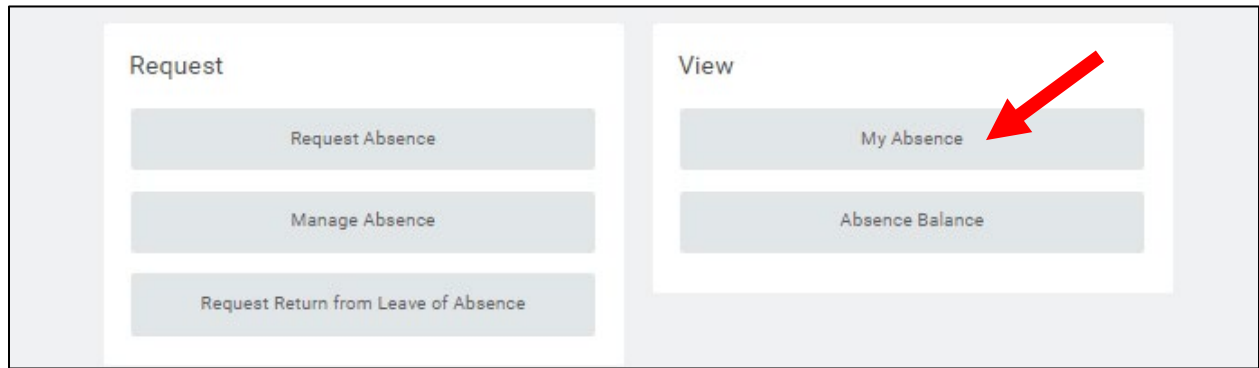 Request
Request Absence
Manage Absence
Request Return from Leave of Absence
View
My Absence
Absence Balance